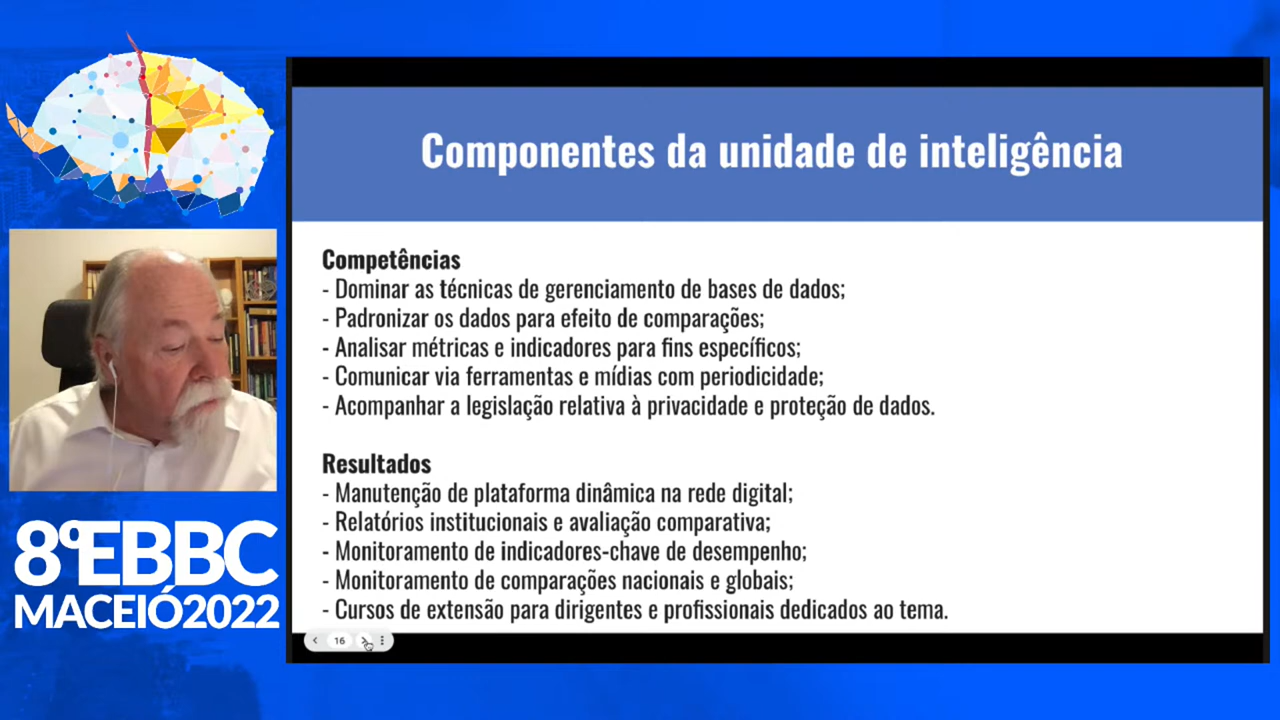 Componentes da unidade de inteligência
Competências
- Dominar as técnicas de gerenciamento de bases de dados;
- Padronizar os dados para efeito de comparações;
- Analisar métricas e indicadores para fins específicos;
- Comunicar via ferramentas e mídias com periodicidade;
- Acompanhar a legislação relativa à privacidade e proteção de dados.
Resultados
- Manutenção de plataforma dinâmica na rede digital;
- Relatórios institucionais e avaliação comparativa;
- Monitoramento de indicadores-chave de desempenho;
- Monitoramento de comparações nacionais e globais;
- Cursos de extensão para dirigentes e profissionais dedicados ao tema.
16
8ºEBBC
MACEIÓ2022